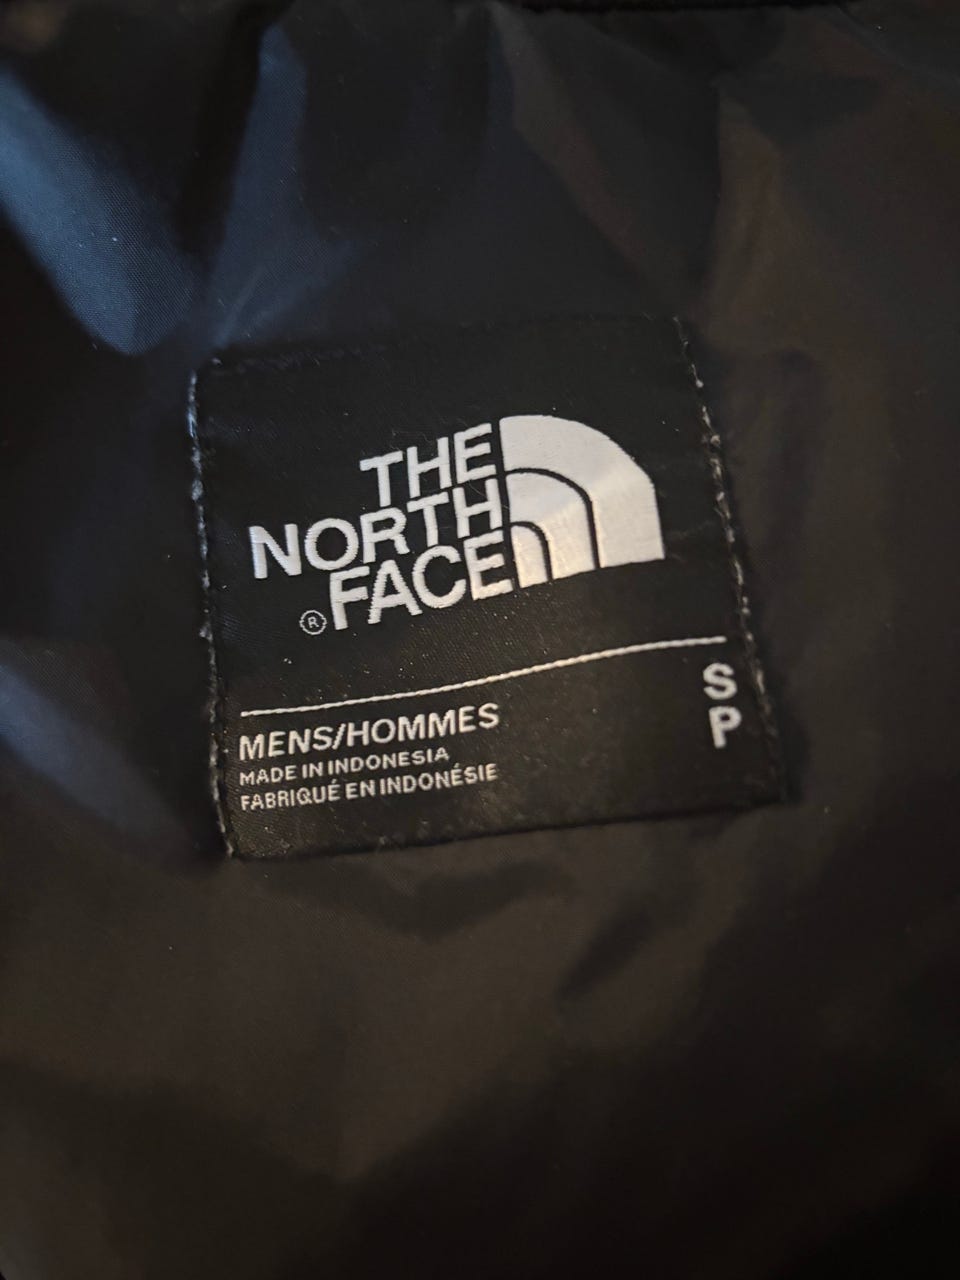 THE
NORTH
FACE
®
S
P
MENS/HOMMES
MADE IN INDONESIA
FABRIQUÉ EN INDONÉSIE